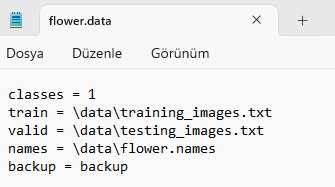 flower.data
Dosya Düzenle Görünüm
classes = 1
train = \data\training_images.txt
valid = \data\testing_images.txt
names = \data\flower.names
backup = backup